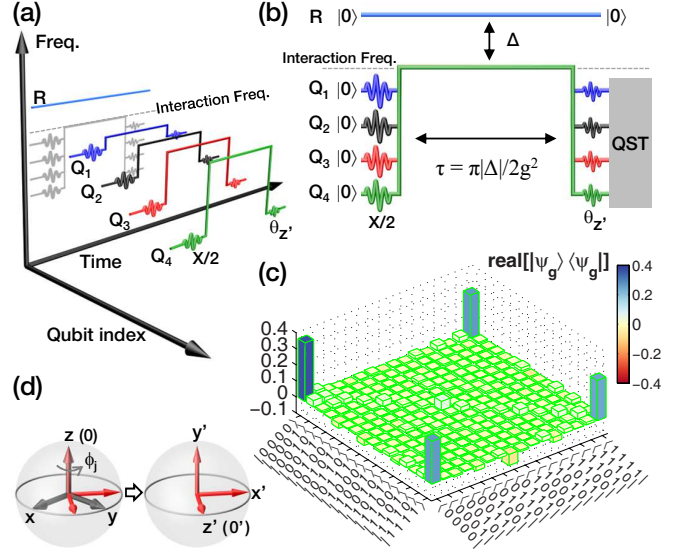 (a)
Freq.
R
Interaction Freq.
Q1
Q2
Q3
Q4
X/2
θz'
Time
Qubit index
(b)
R |0⟩ |0⟩
Δ
Interaction Freq.
Q1 |0⟩
Q2 |0⟩
Q3 |0⟩
Q4 |0⟩
τ = π|Δ|/2g²
QST
X/2
θz'
(c)
real[|ψg⟩⟨ψg|]
0.4
0.2
0
−0.2
−0.4
0.4
0.3
0.2
0.1
0
−0.1
(d)
z (0)
ϕj
x
y
y'
x'
z' (0')